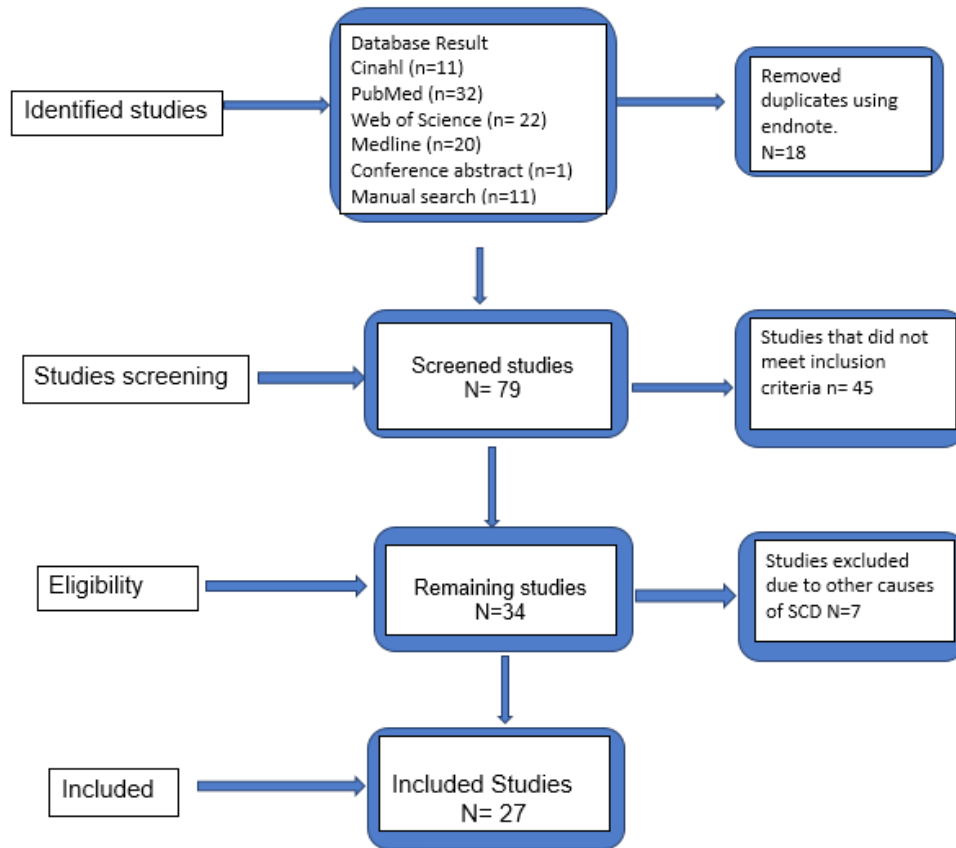 Identified studies
Database Result
Cinahl (n=11)
PubMed (n=32)
Web of Science (n= 22)
Medline (n=20)
Conference abstract (n=1)
Manual search (n=11)
Removed
duplicates using
endnote.
N=18
Studies screening
Screened studies
N= 79
Studies that did not
meet inclusion
criteria n= 45
Eligibility
Remaining studies
N=34
Studies excluded
due to other causes
of SCD N=7
Included
Included Studies
N= 27